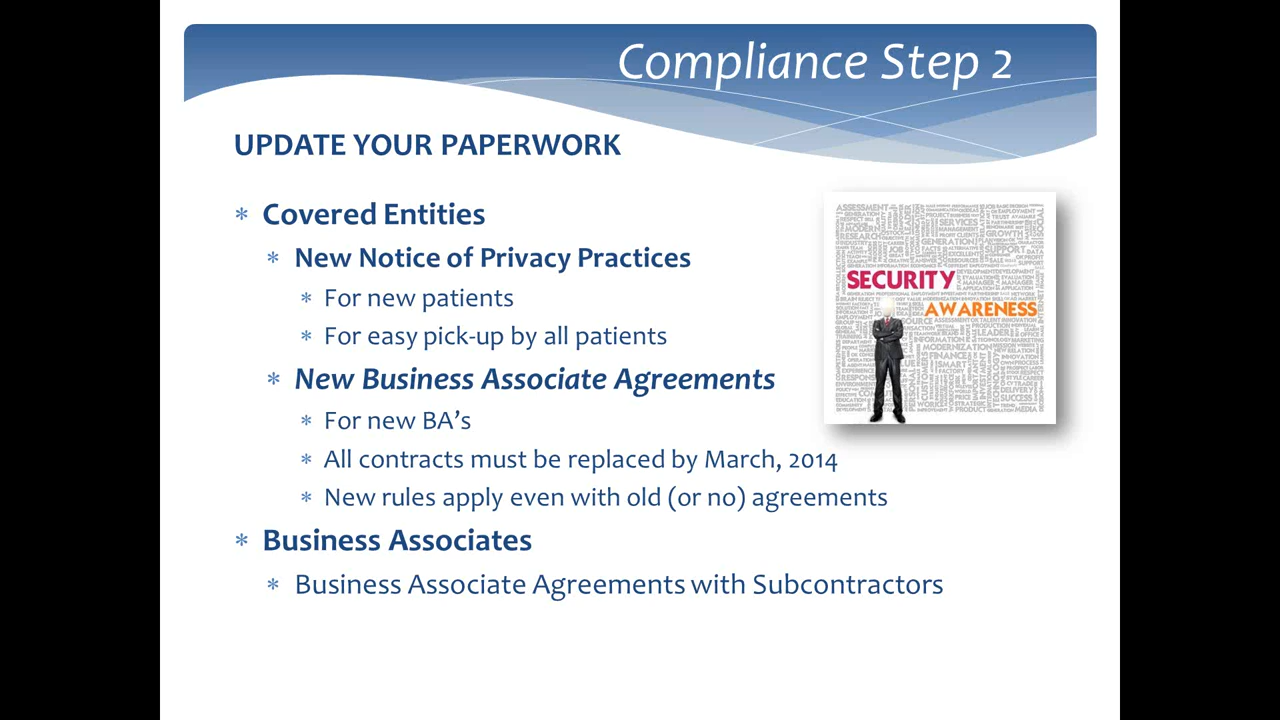 Compliance Step 2
UPDATE YOUR PAPERWORK
* Covered Entities
* New Notice of Privacy Practices
* For new patients
* For easy pick-up by all patients
* New Business Associate Agreements
* For new BA’s
* All contracts must be replaced by March, 2014
* New rules apply even with old (or no) agreements
* Business Associates
* Business Associate Agreements with Subcontractors
SECURITY
AWARENESS